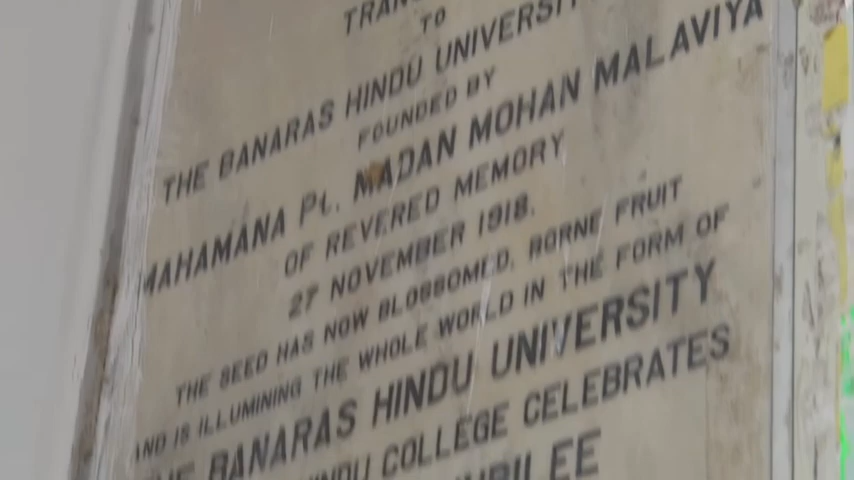 TO
THE BANARAS HINDU UNIVERSITY
FOUNDED BY
MAHAMANA Pt. MADAN MOHAN MALAVIYA
OF REVERED MEMORY
27 NOVEMBER 1918.
THE SEED HAS NOW BLOSSOMED, BORNE FRUIT
AND IS ILLUMINING THE WHOLE WORLD IN THE FORM OF
THE BANARAS HINDU UNIVERSITY
HINDU COLLEGE CELEBRATES